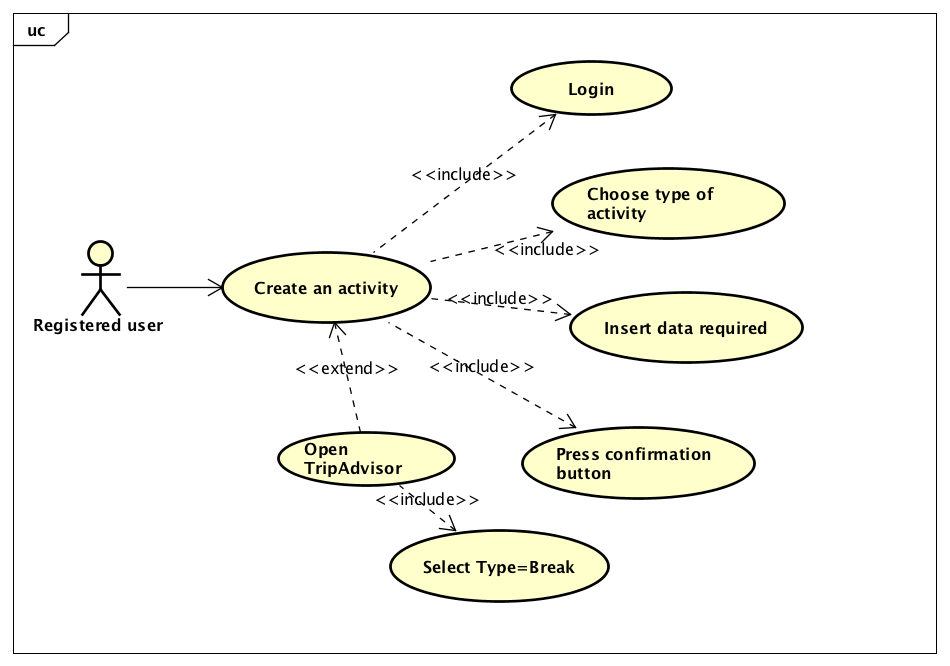 uc
Login
<<include>>
Choose type of
activity
<<include>>
Create an activity
<<include>>
Registered user
Insert data required
<<extend>>
<<include>>
Open
TripAdvisor
Press confirmation
button
<<include>>
Select Type=Break